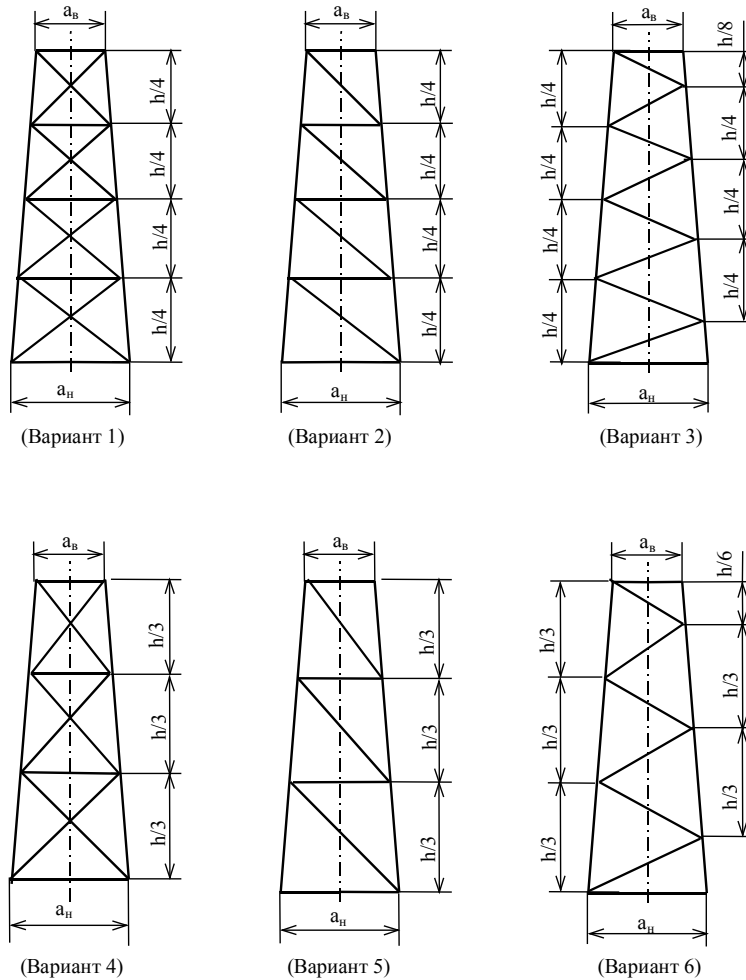 aв
aв
aв
h/4
h/4
h/4
h/4
h/4
h/4
h/4
h/4
h/4
h/4
h/4
h/4
h/8
h/4
h/4
h/4
aн
aн
aн
(Вариант 1)
(Вариант 2)
(Вариант 3)
aв
aв
aв
h/3
h/3
h/3
h/3
h/3
h/3
h/3
h/3
h/3
h/6
h/3
h/3
aн
aн
aн
(Вариант 4)
(Вариант 5)
(Вариант 6)